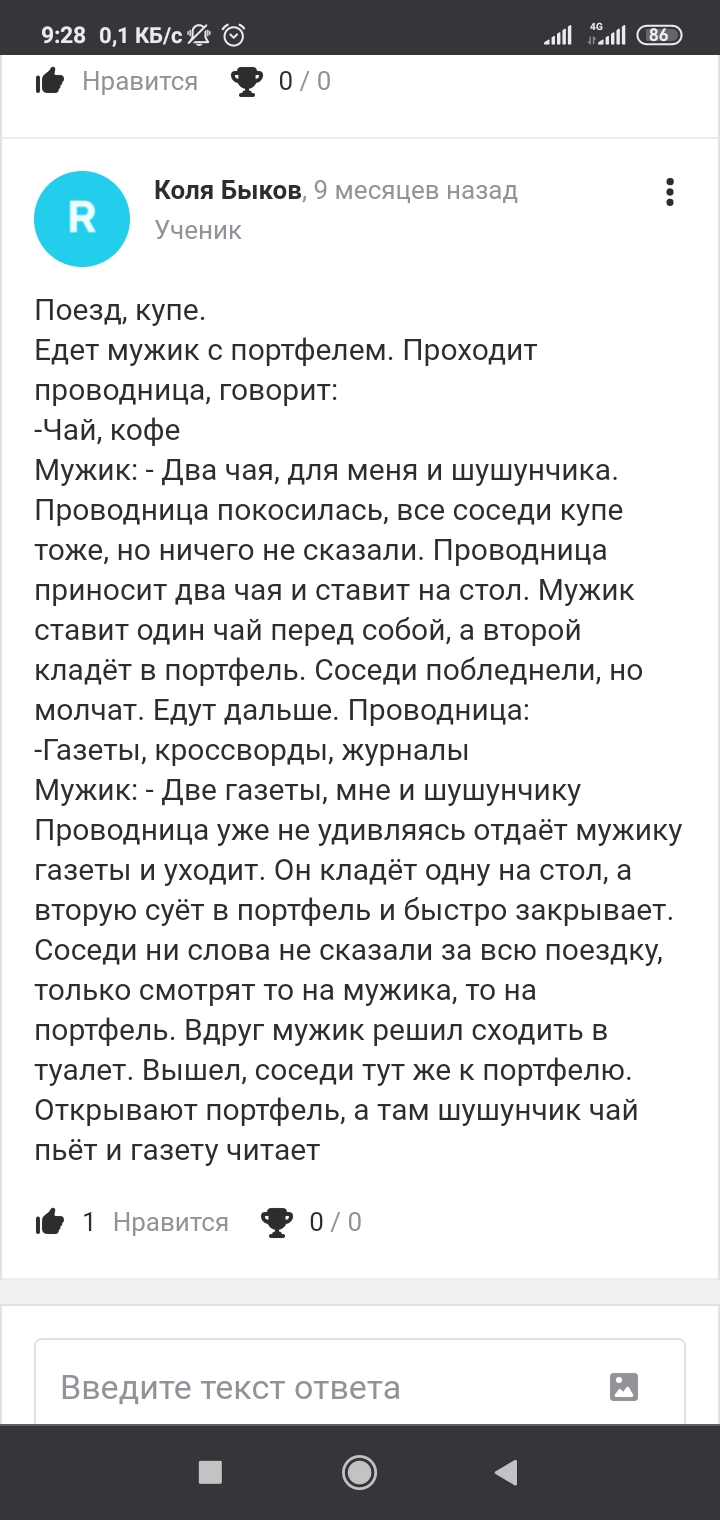 9:28 0,1 КБ/с 4G 86
Нравится 0 / 0
R
Коля Быков, 9 месяцев назад
Ученик
Поезд, купе.
Едет мужик с портфелем. Проходит
проводница, говорит:
-Чай, кофе
Мужик: - Два чая, для меня и шушунчика.
Проводница покосилась, все соседи купе
тоже, но ничего не сказали. Проводница
приносит два чая и ставит на стол. Мужик
ставит один чай перед собой, а второй
кладёт в портфель. Соседи побледнели, но
молчат. Едут дальше. Проводница:
-Газеты, кроссворды, журналы
Мужик: - Две газеты, мне и шушунчику
Проводница уже не удивляясь отдаёт мужику
газеты и уходит. Он кладёт одну на стол, а
вторую суёт в портфель и быстро закрывает.
Соседи ни слова не сказали за всю поездку,
только смотрят то на мужика, то на
портфель. Вдруг мужик решил сходить в
туалет. Вышел, соседи тут же к портфелю.
Открывают портфель, а там шушунчик чай
пьёт и газету читает
1 Нравится 0 / 0
Введите текст ответа